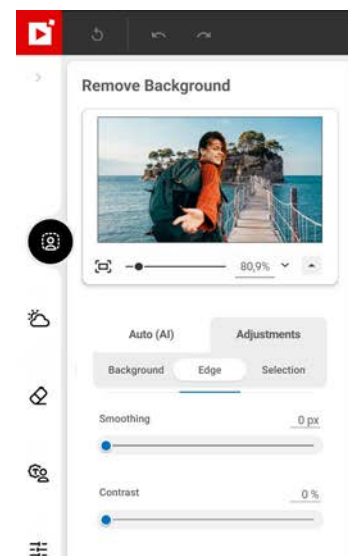 Remove Background
80,9%
Auto (AI) Adjustments
Background Edge Selection
Smoothing 0 px
Contrast 0 %